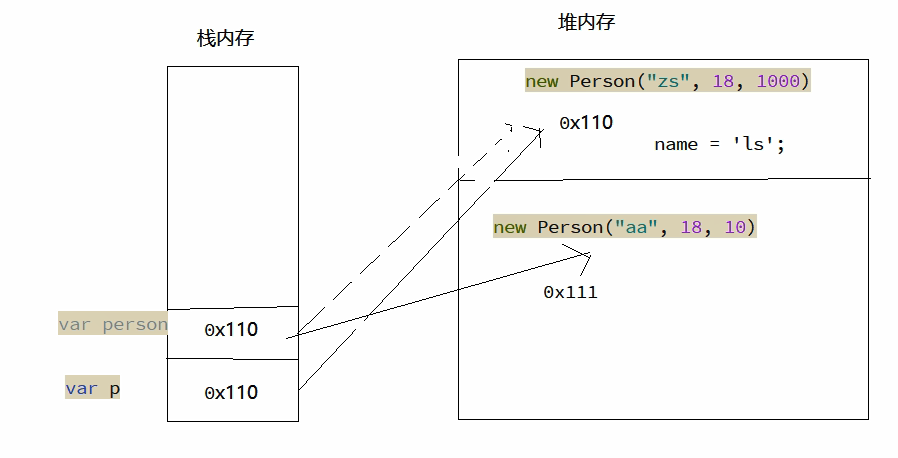 栈内存
堆内存
new Person("zs", 18, 1000)
0x110
name = 'ls';
new Person("aa", 18, 10)
0x111
var person
0x110
var p
0x110